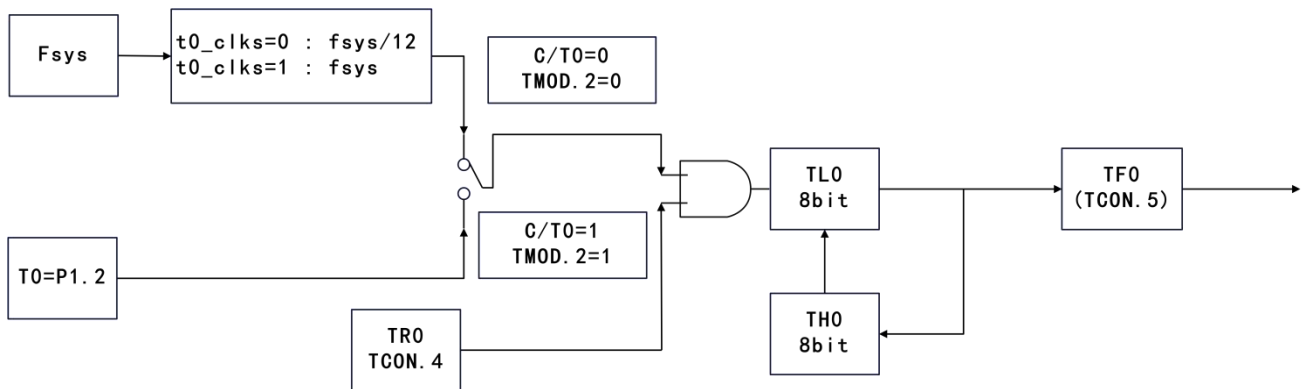 Fsys
t0_clks=0 : fsys/12
t0_clks=1 : fsys
C/T0=0
TMOD.2=0
TL0
8bit
TF0
(TCON.5)
C/T0=1
TMOD.2=1
T0=P1.2
TR0
TCON.4
TH0
8bit